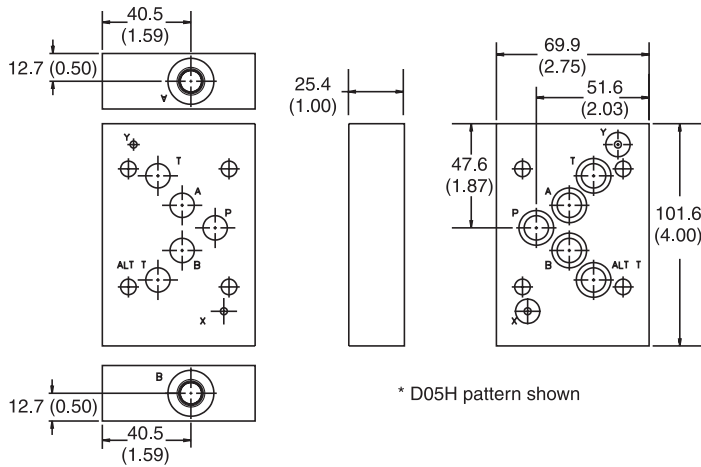 40.5
(1.59)
12.7 (0.50)
A
25.4
(1.00)
69.9
(2.75)
51.6
(2.03)
47.6
(1.87)
101.6
(4.00)
Y
T
A
P
B
ALT T
X
Y
T
A
P
B
ALT T
X
B
12.7 (0.50)
40.5
(1.59)
* D05H pattern shown